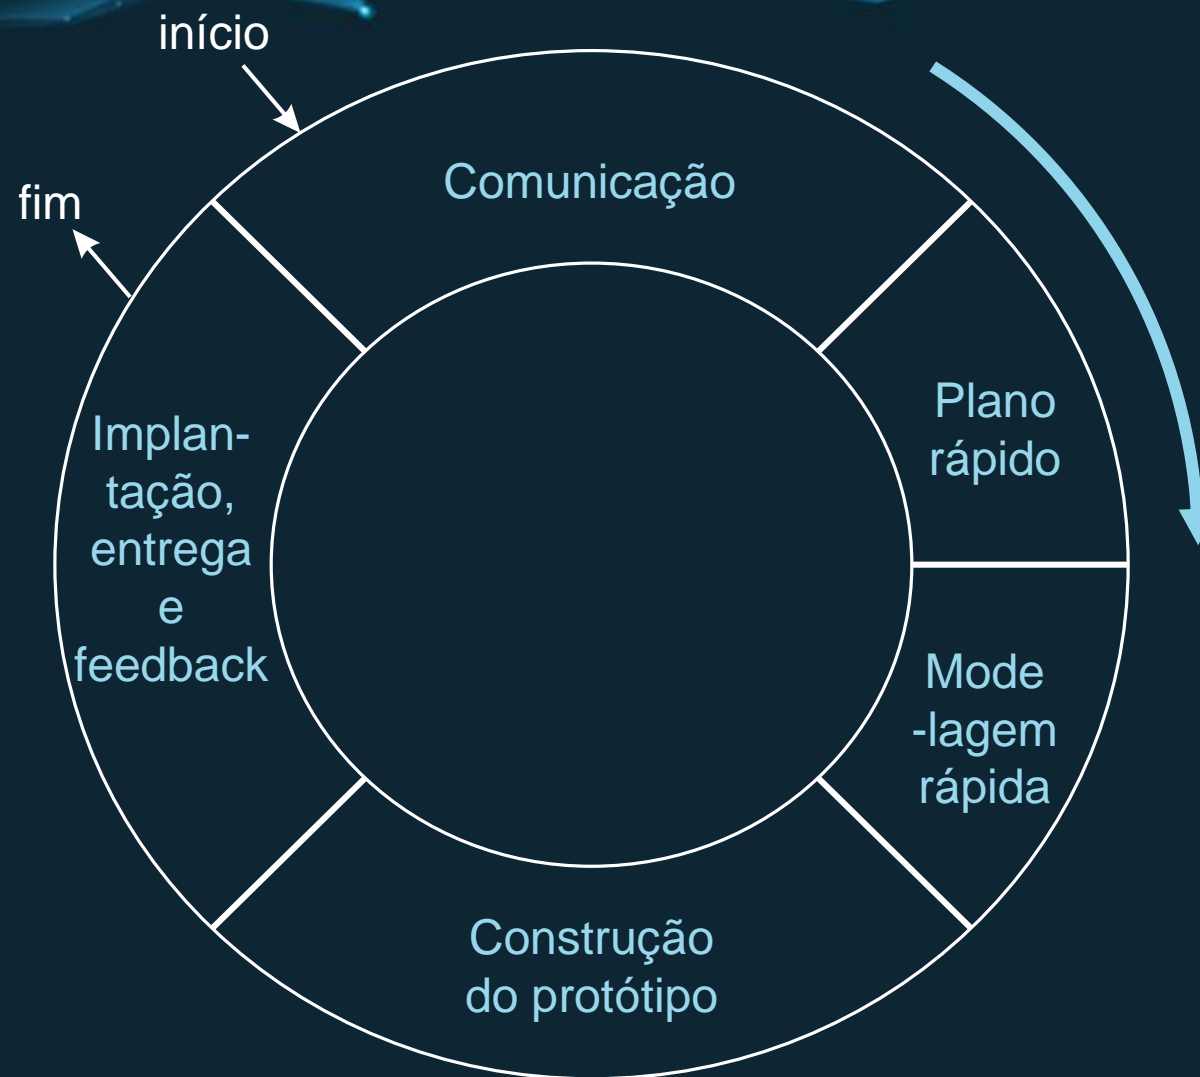 início
Comunicação
fim
Plano
rápido
Implan-
tação,
entrega
e
feedback
Mode
-lagem
rápida
Construção
do protótipo